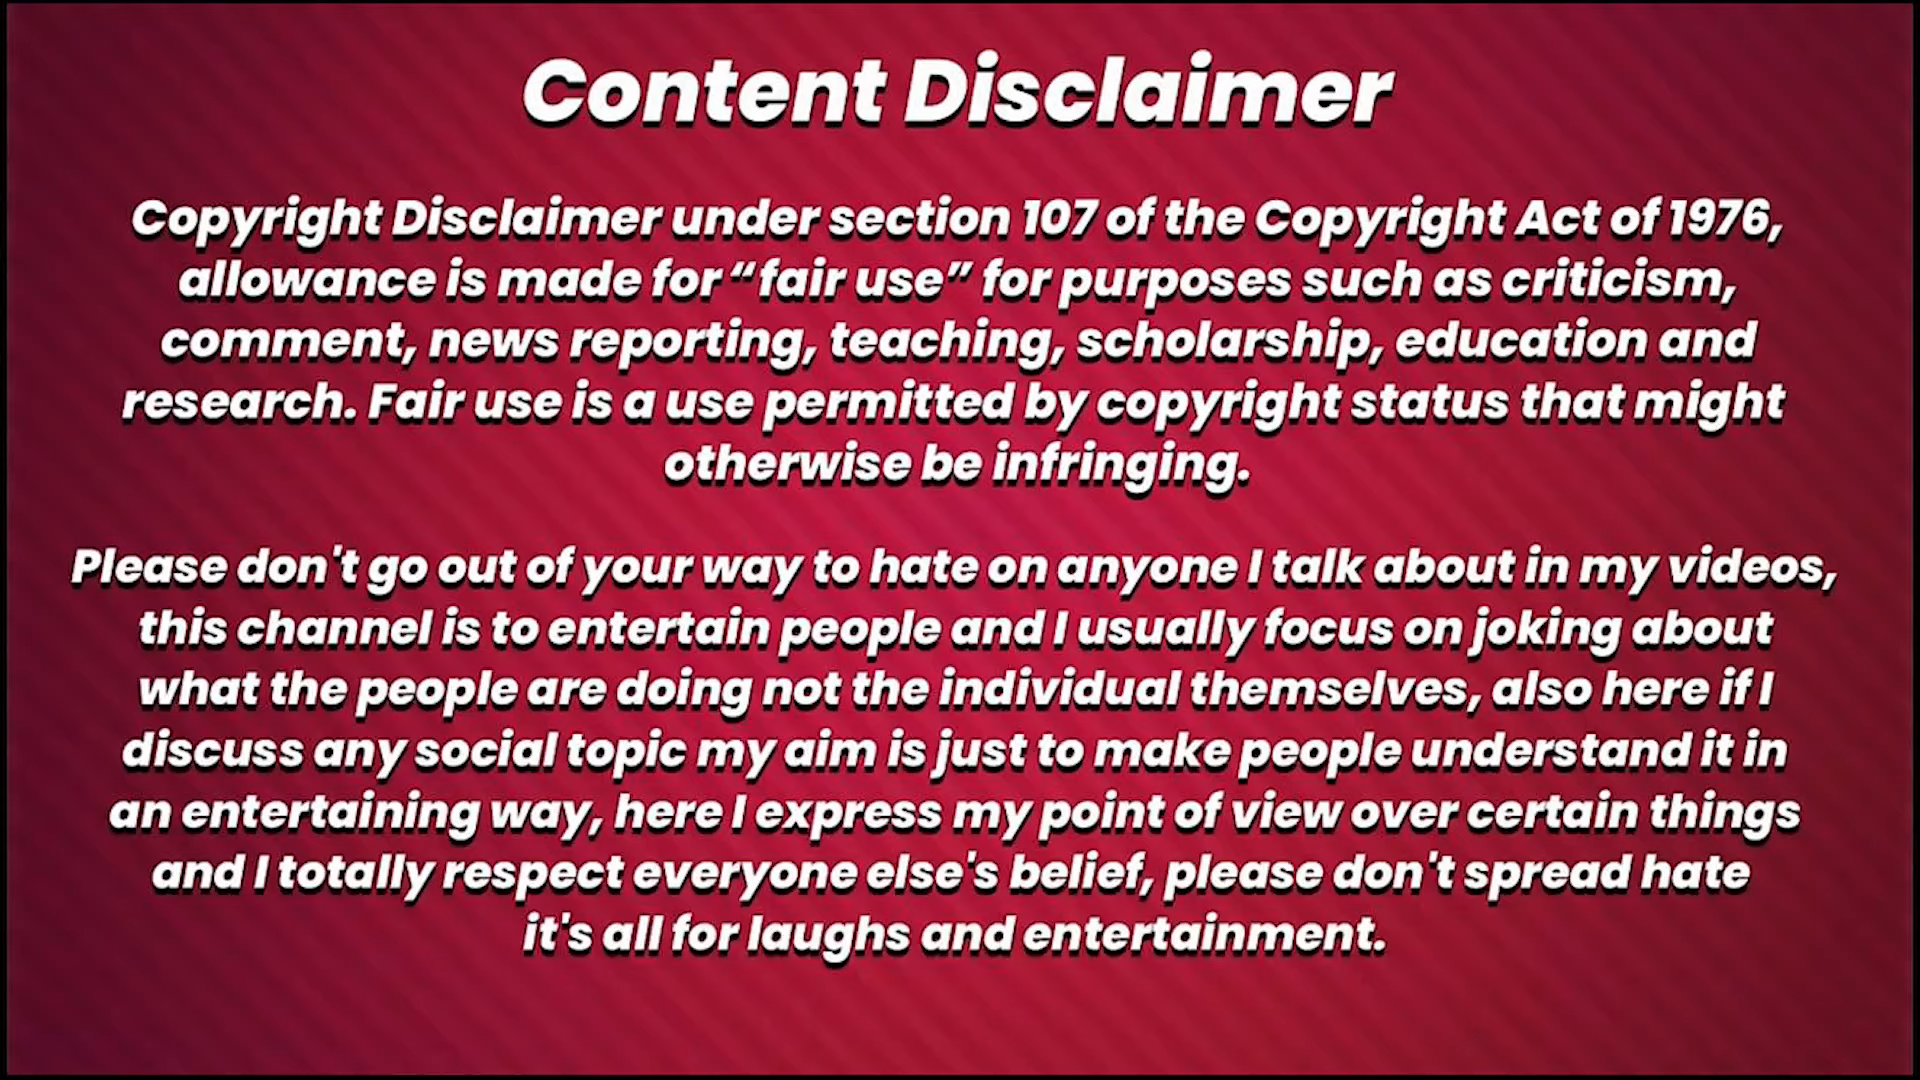 Content Disclaimer
Copyright Disclaimer under section 107 of the Copyright Act of 1976,
allowance is made for “fair use” for purposes such as criticism,
comment, news reporting, teaching, scholarship, education and
research. Fair use is a use permitted by copyright status that might
otherwise be infringing.
Please don't go out of your way to hate on anyone I talk about in my videos,
this channel is to entertain people and I usually focus on joking about
what the people are doing not the individual themselves, also here if I
discuss any social topic my aim is just to make people understand it in
an entertaining way, here I express my point of view over certain things
and I totally respect everyone else's belief, please don't spread hate
it's all for laughs and entertainment.